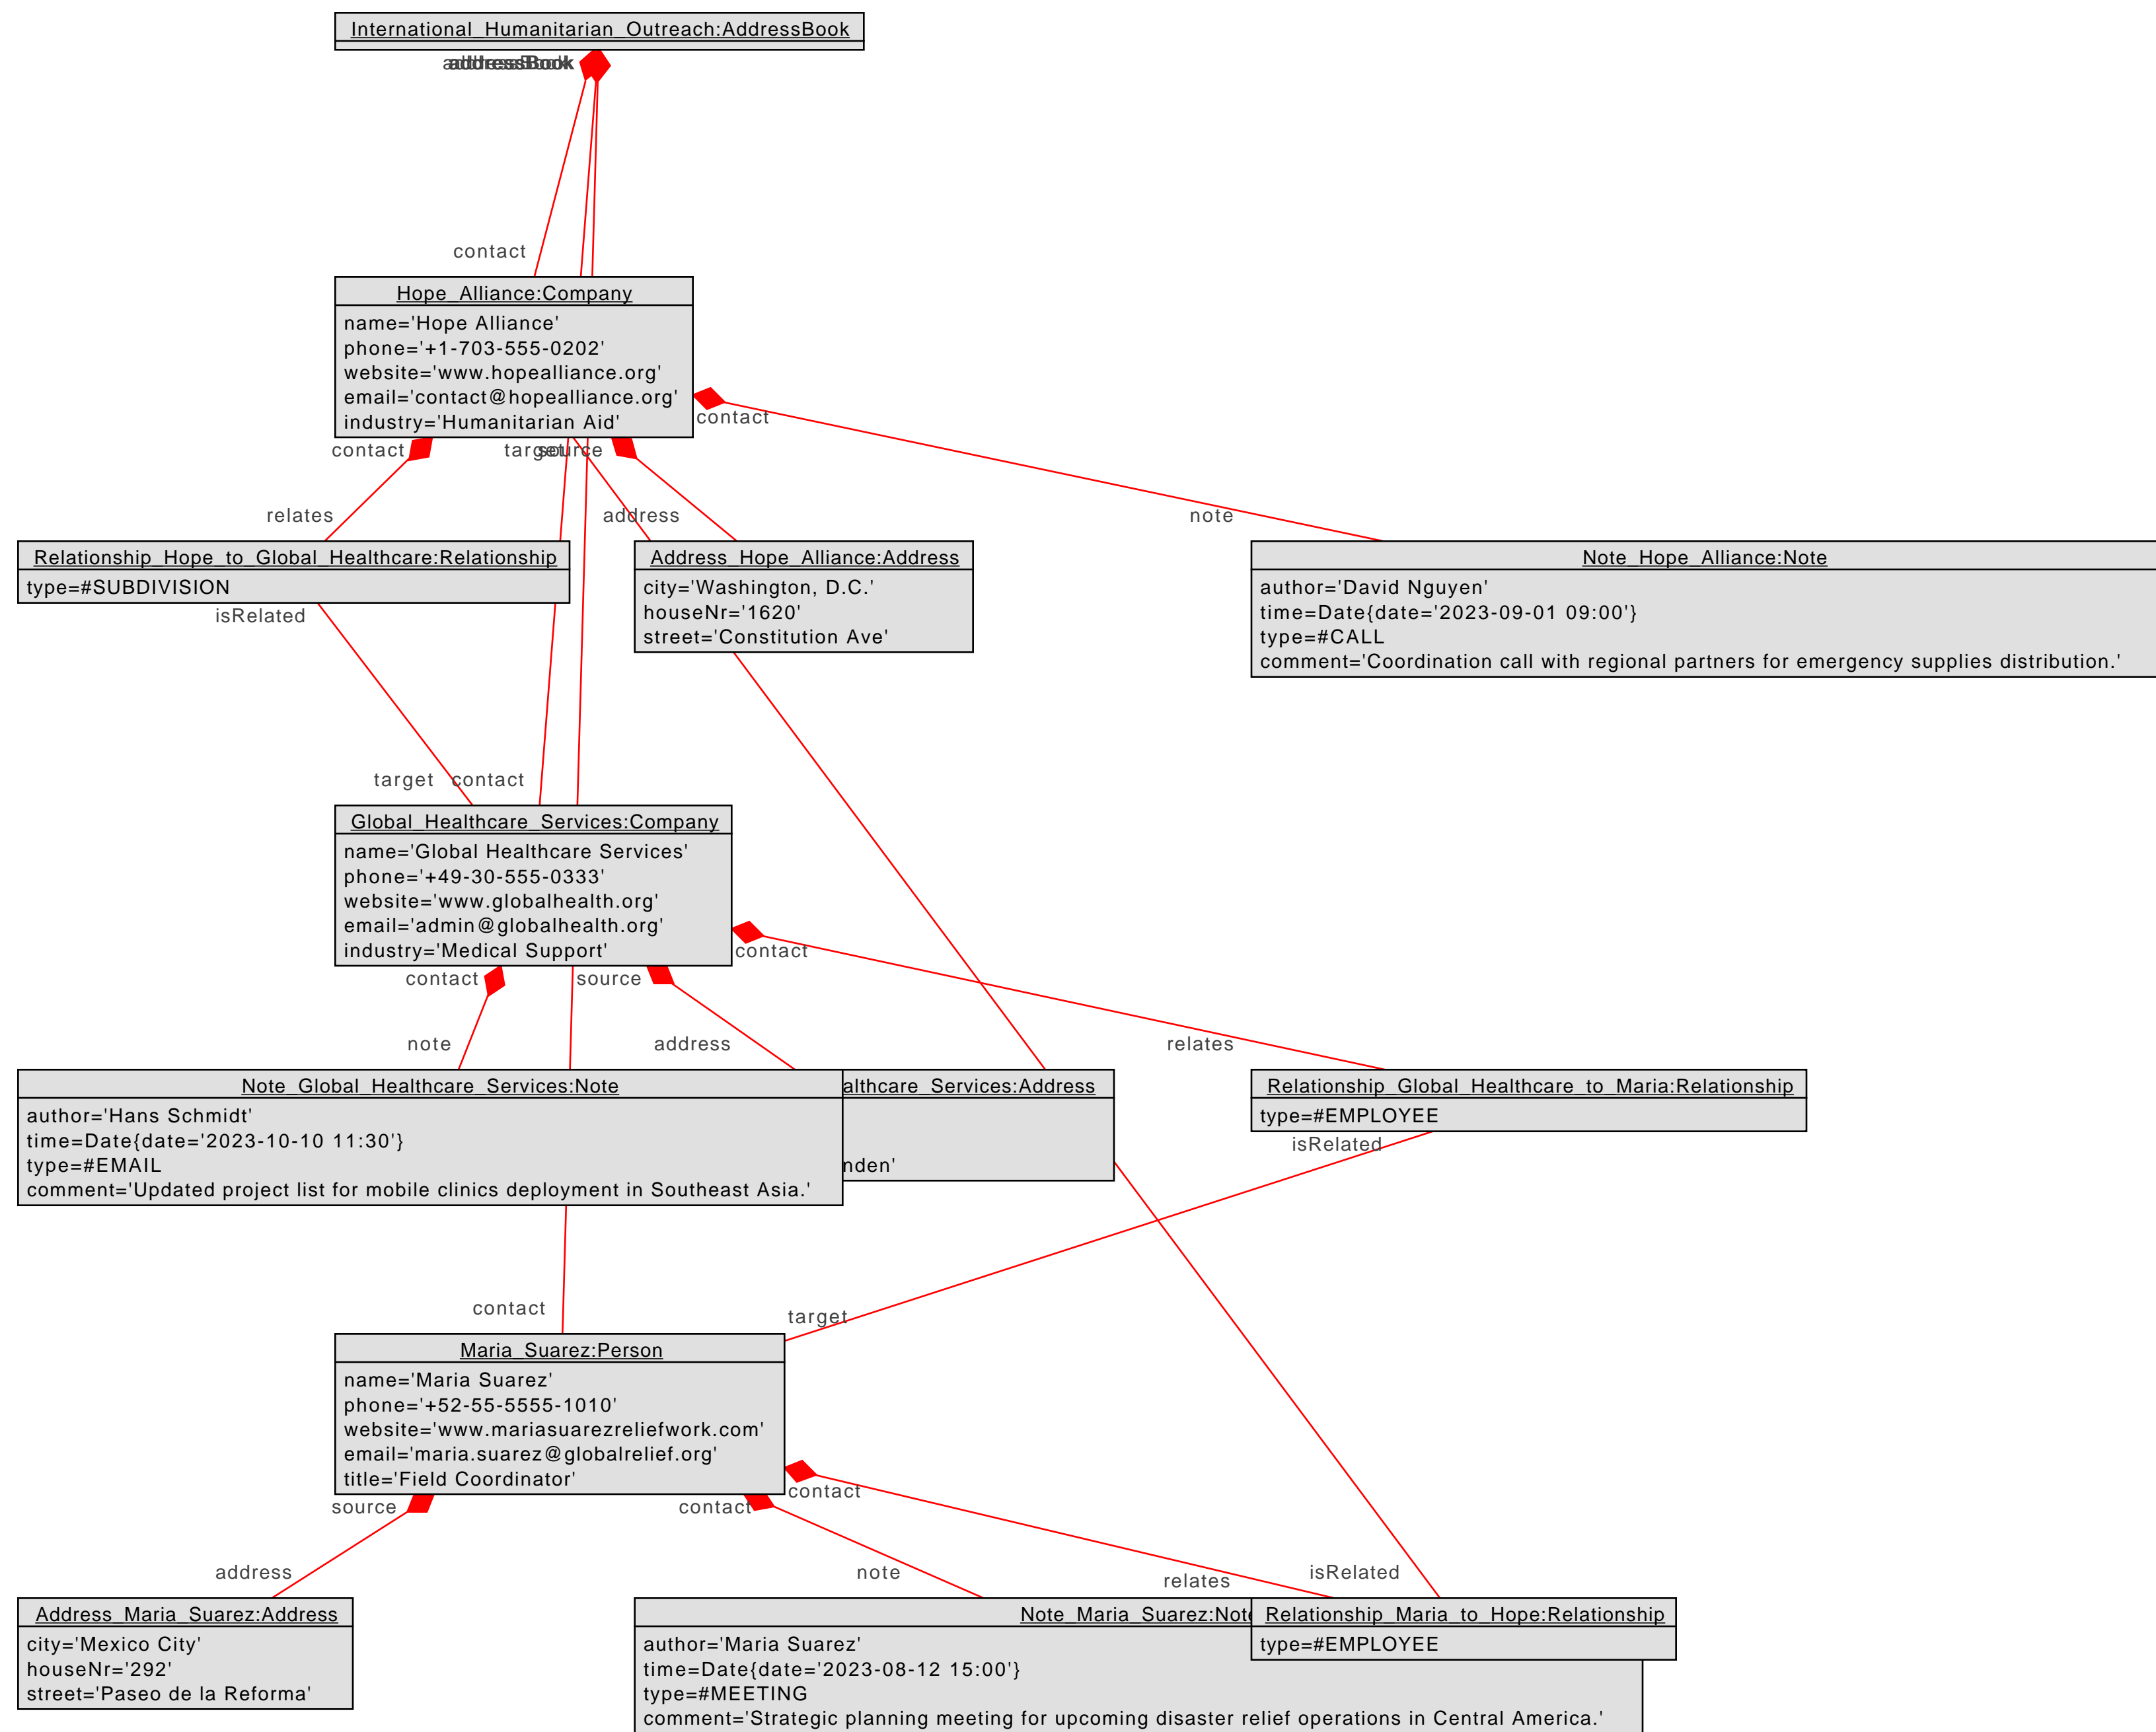 International_Humanitarian_Outreach:AddressBook
addressBook
contact
Hope_Alliance:Company
name='Hope Alliance'
phone='+1-703-555-0202'
website='www.hopealliance.org'
email='contact@hopealliance.org'
industry='Humanitarian Aid'
contact
contact
target
source
relates
address
note
Relationship_Hope_to_Global_Healthcare:Relationship
type=#SUBDIVISION
isRelated
Address_Hope_Alliance:Address
city='Washington, D.C.'
houseNr='1620'
street='Constitution Ave'
Note_Hope_Alliance:Note
author='David Nguyen'
time=Date{date='2023-09-01 09:00'}
type=#CALL
comment='Coordination call with regional partners for emergency supplies distribution.'
target
contact
Global_Healthcare_Services:Company
name='Global Healthcare Services'
phone='+49-30-555-0333'
website='www.globalhealth.org'
email='admin@globalhealth.org'
industry='Medical Support'
contact
contact
source
note
address
relates
Note_Global_Healthcare_Services:Note
author='Hans Schmidt'
time=Date{date='2023-10-10 11:30'}
type=#EMAIL
comment='Updated project list for mobile clinics deployment in Southeast Asia.'
althcare_Services:Address
nden'
Relationship_Global_Healthcare_to_Maria:Relationship
type=#EMPLOYEE
isRelated
contact
target
Maria_Suarez:Person
name='Maria Suarez'
phone='+52-55-5555-1010'
website='www.mariasuarezreliefwork.com'
email='maria.suarez@globalrelief.org'
title='Field Coordinator'
source
contact
contact
address
note
relates
isRelated
Address_Maria_Suarez:Address
city='Mexico City'
houseNr='292'
street='Paseo de la Reforma'
Note_Maria_Suarez:Note
author='Maria Suarez'
time=Date{date='2023-08-12 15:00'}
type=#MEETING
comment='Strategic planning meeting for upcoming disaster relief operations in Central America.'
Relationship_Maria_to_Hope:Relationship
type=#EMPLOYEE